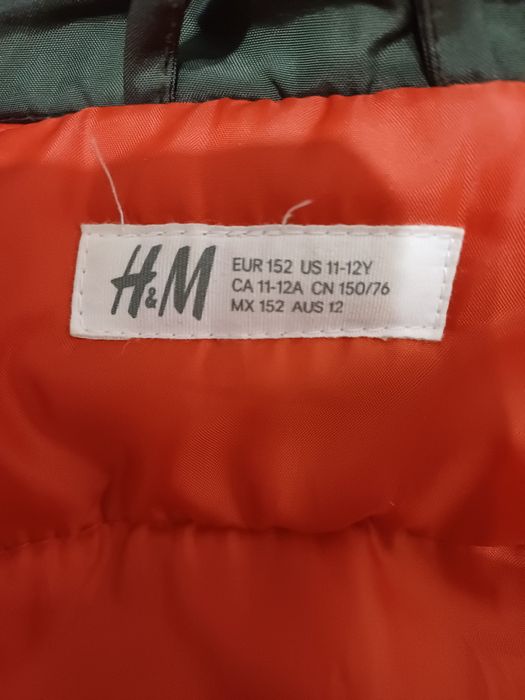 H&M
EUR 152 US 11-12Y
CA 11-12A CN 150/76
MX 152 AUS 12